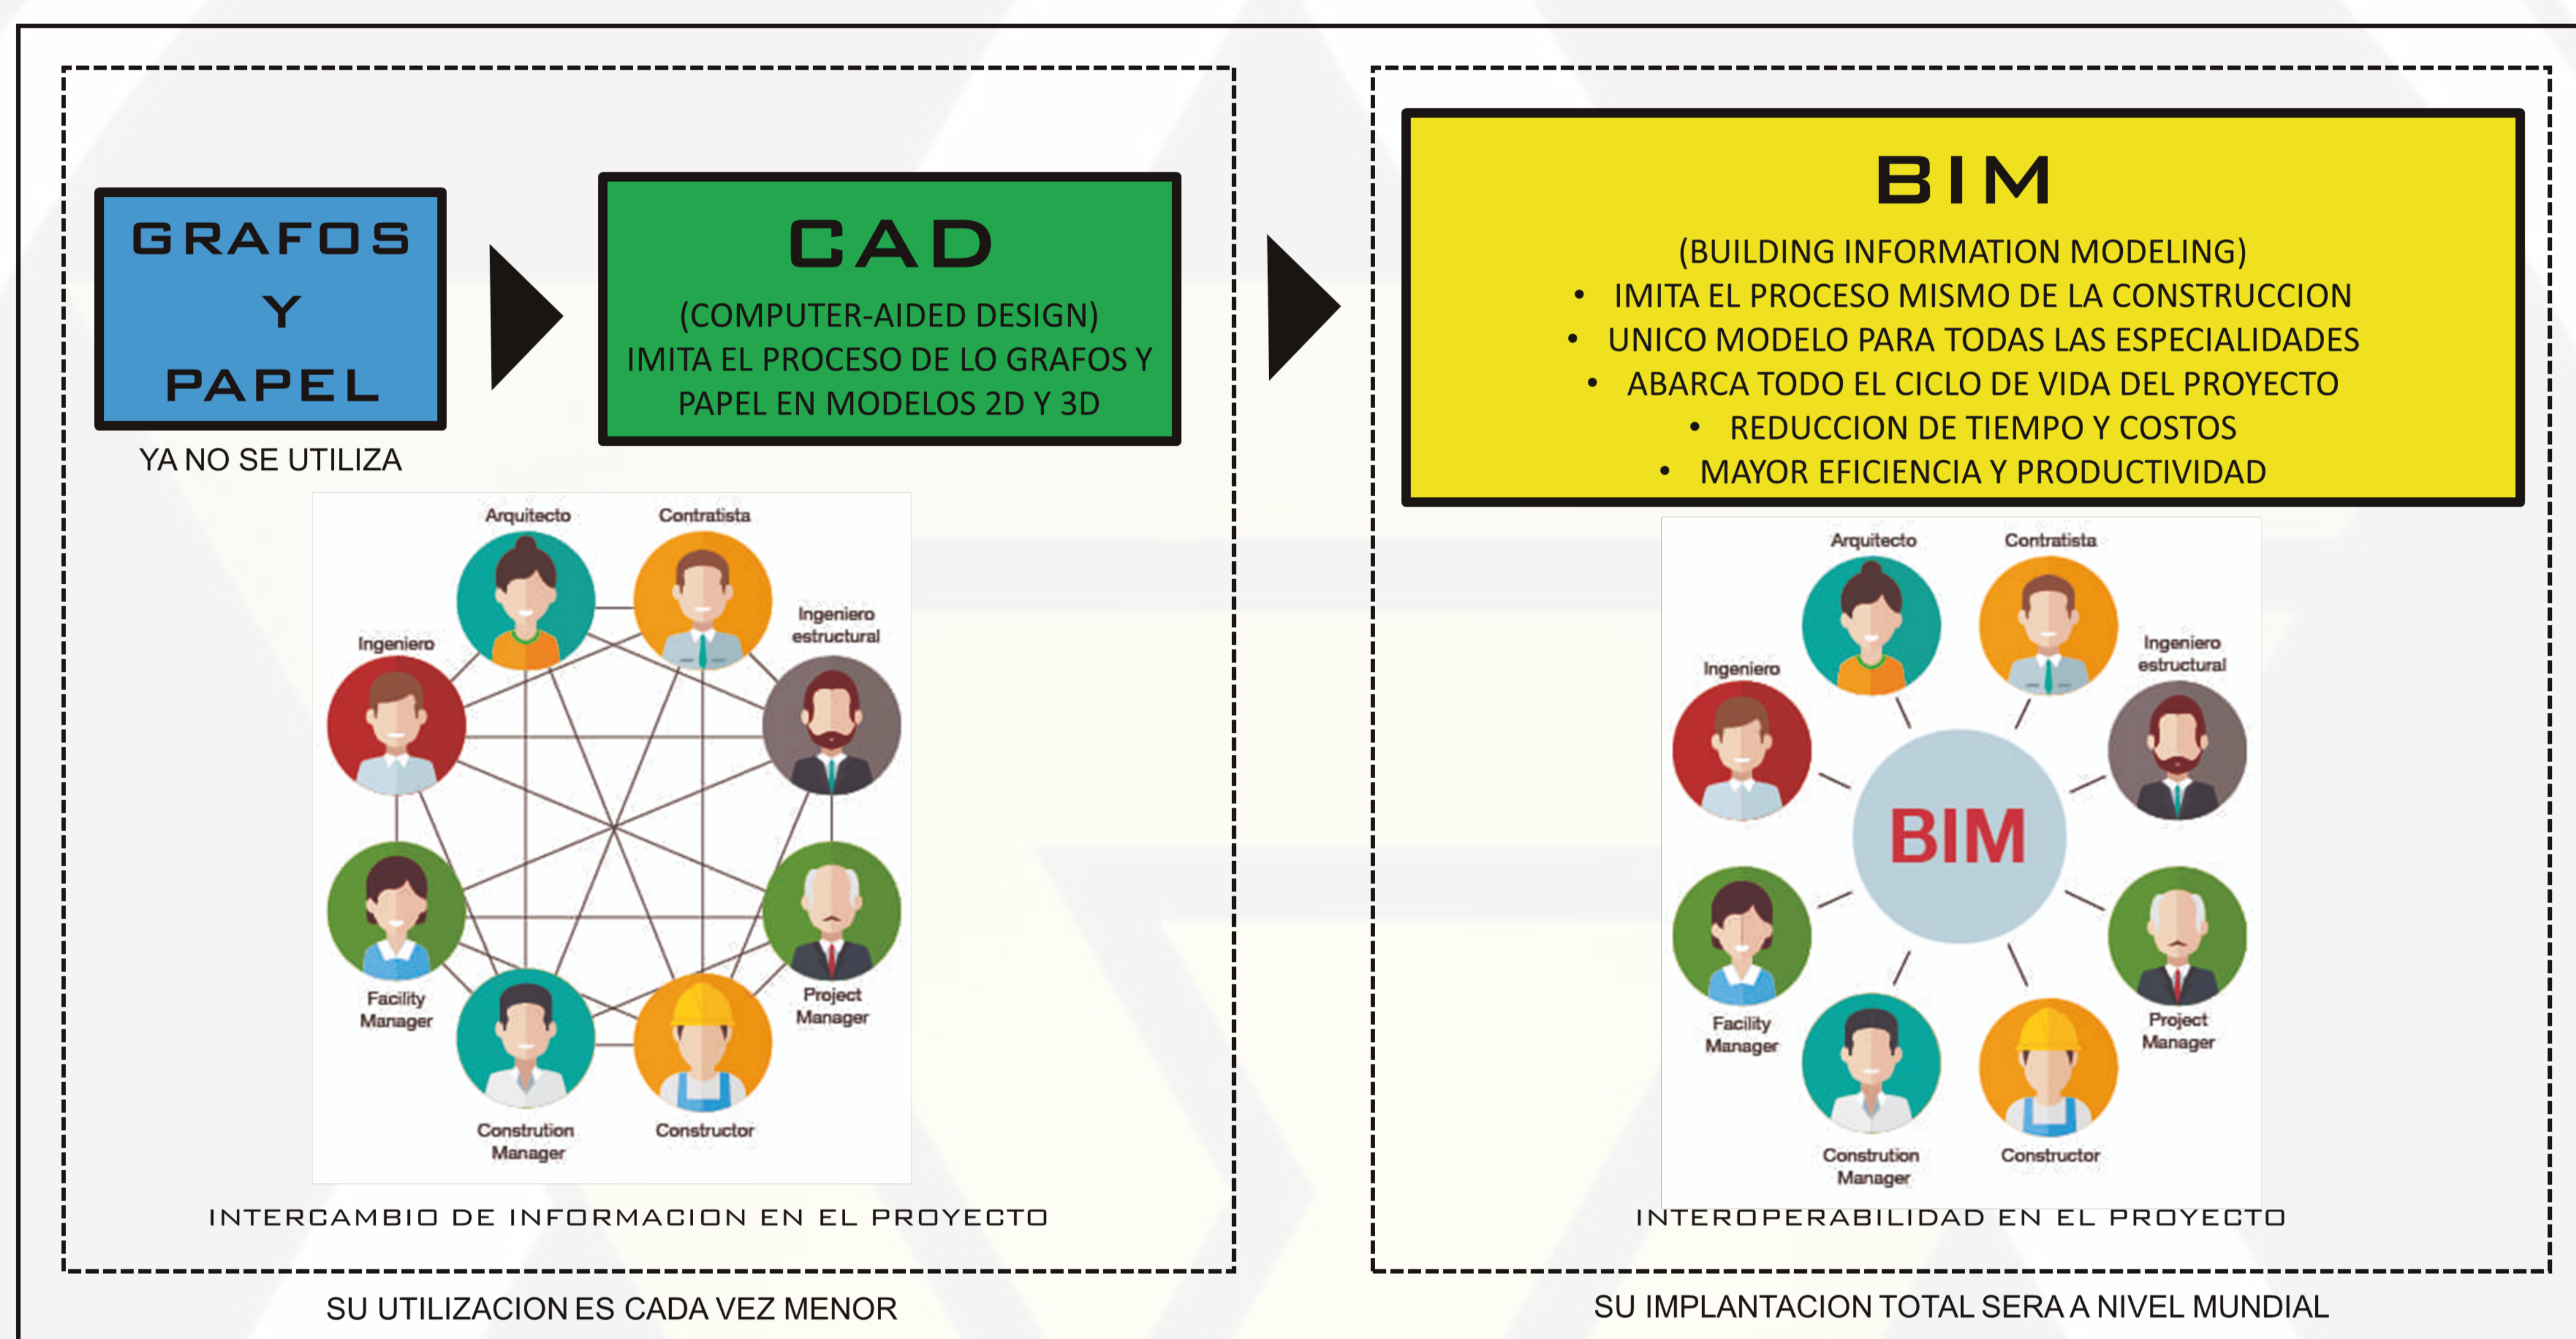 GRAFOS
Y
PAPEL
YA NO SE UTILIZA
CAD
(COMPUTER-AIDED DESIGN)
IMITA EL PROCESO DE LO GRAFOS Y
PAPEL EN MODELOS 2D Y 3D
Arquitecto
Contratista
Ingeniero
estructural
Ingeniero
Facility
Manager
Project
Manager
Constrution
Manager
Constructor
INTERCAMBIO DE INFORMACION EN EL PROYECTO
SU UTILIZACION ES CADA VEZ MENOR
BIM
(BUILDING INFORMATION MODELING)
• IMITA EL PROCESO MISMO DE LA CONSTRUCCION
• UNICO MODELO PARA TODAS LAS ESPECIALIDADES
• ABARCA TODO EL CICLO DE VIDA DEL PROYECTO
• REDUCCION DE TIEMPO Y COSTOS
• MAYOR EFICIENCIA Y PRODUCTIVIDAD
Arquitecto
Contratista
Ingeniero
estructural
Ingeniero
BIM
Facility
Manager
Project
Manager
Constrution
Manager
Constructor
INTEROPERABILIDAD EN EL PROYECTO
SU IMPLANTACION TOTAL SERA A NIVEL MUNDIAL